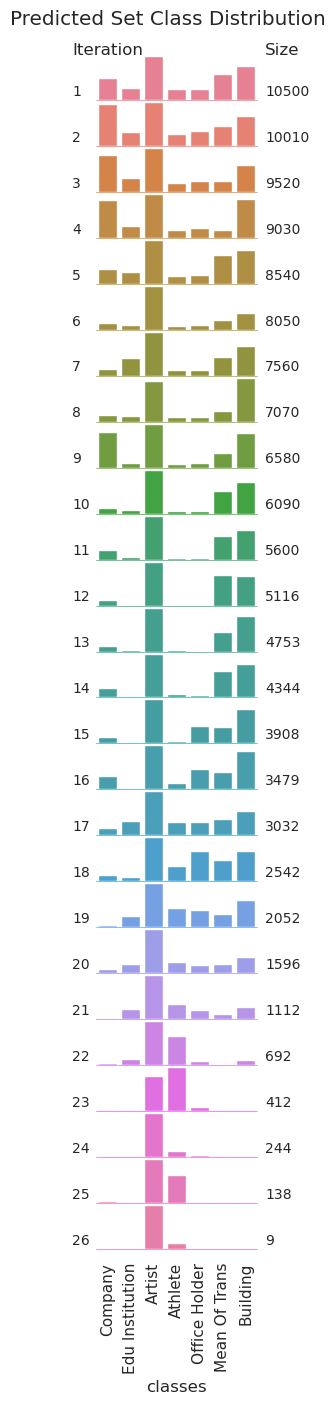 Predicted Set Class Distribution
Iteration Size
1 10500
2 10010
3 9520
4 9030
5 8540
6 8050
7 7560
8 7070
9 6580
10 6090
11 5600
12 5116
13 4753
14 4344
15 3908
16 3479
17 3032
18 2542
19 2052
20 1596
21 1112
22 692
23 412
24 244
25 138
26 9
Company
Edu Institution
Artist
Athlete
Office Holder
Mean Of Trans
Building
classes